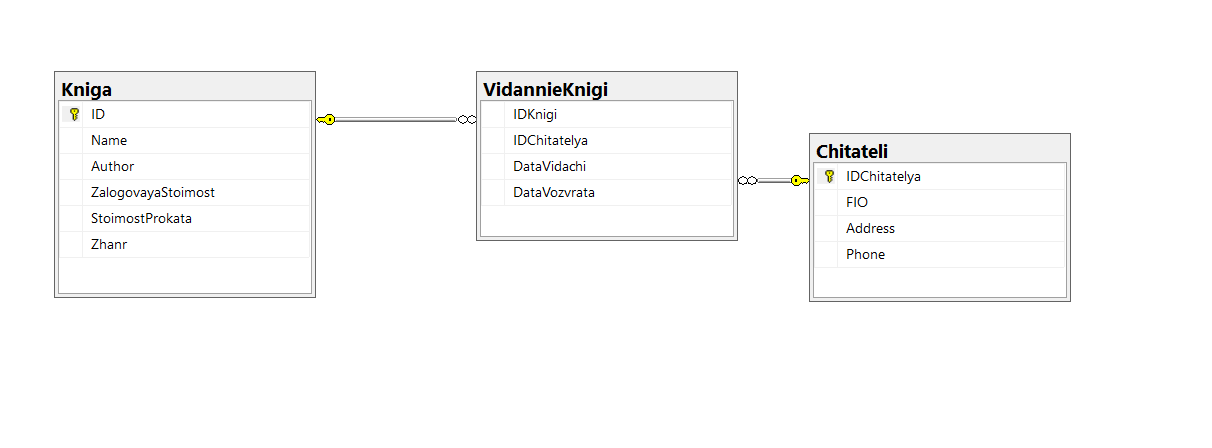 Kniga
ID
Name
Author
ZalogovayaStoimost
StoimostProkata
Zhanr
VidannieKnigi
IDKnigi
IDChitatelya
DataVidachi
DataVozvrata
Chitateli
IDChitatelya
FIO
Address
Phone